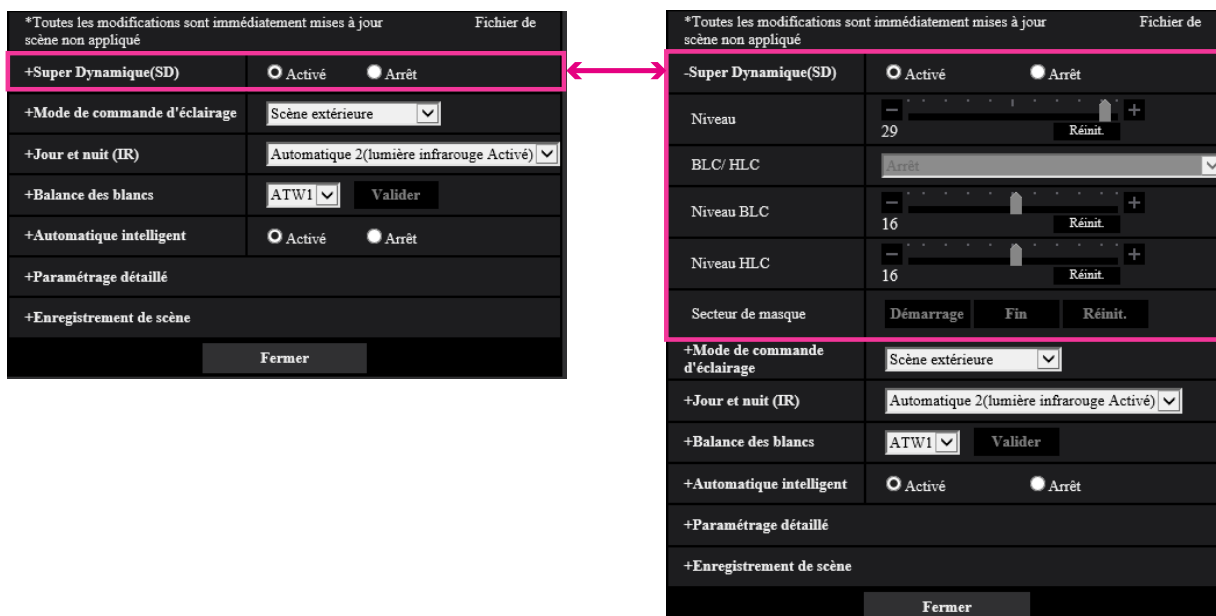 *Toutes les modifications sont immédiatement mises à jour Fichier de
scène non appliqué
+Super Dynamique(SD) Activé Arrêt
+Mode de commande d'éclairage Scène extérieure
+Jour et nuit (IR) Automatique 2(lumière infrarouge Activé)
+Balance des blancs ATW1 Valider
+Automatique intelligent Activé Arrêt
+Paramétrage détaillé
+Enregistrement de scène
Fermer
*Toutes les modifications sont immédiatement mises à jour Fichier de
scène non appliqué
-Super Dynamique(SD) Activé Arrêt
Niveau - +
29 Réinit.
BLC/ HLC Arrêt
Niveau BLC - +
16 Réinit.
Niveau HLC - +
16 Réinit.
Secteur de masque Démarrage Fin Réinit.
+Mode de commande
d'éclairage Scène extérieure
+Jour et nuit (IR) Automatique 2(lumière infrarouge Activé)
+Balance des blancs ATW1 Valider
+Automatique intelligent Activé Arrêt
+Paramétrage détaillé
+Enregistrement de scène
Fermer